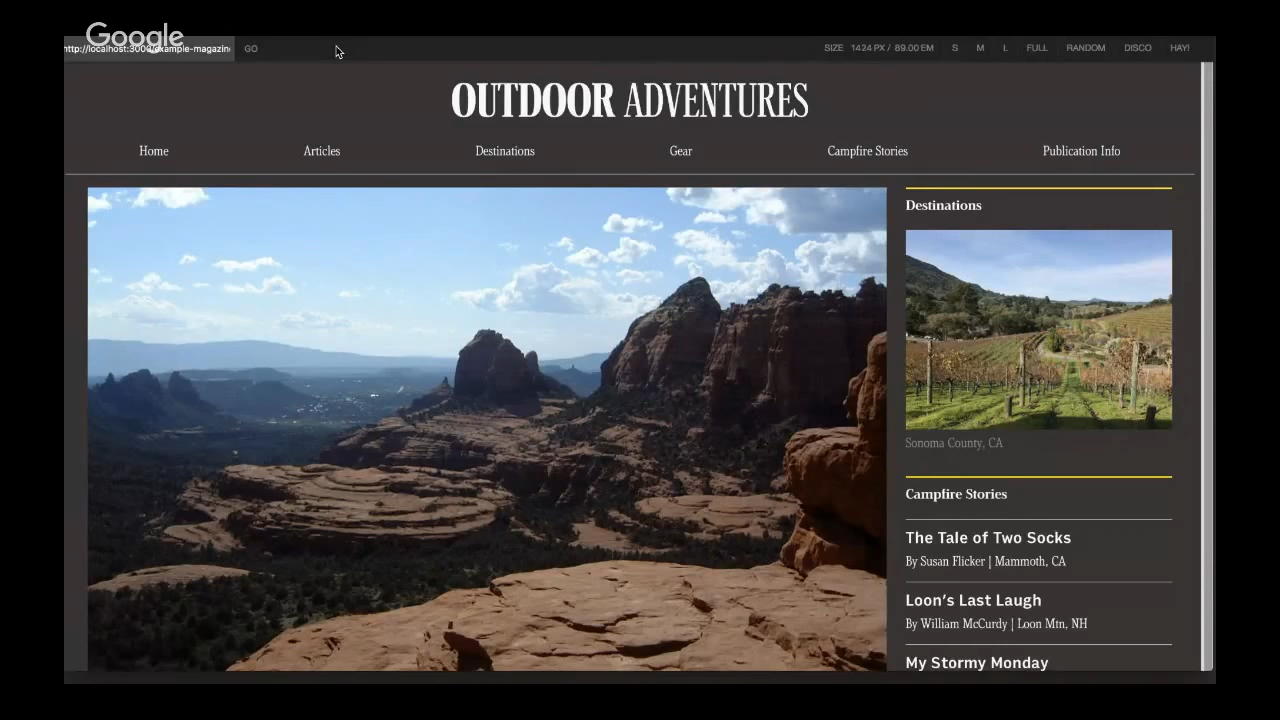 Google
http://localhost:3000/example-magazin
GO
SIZE 1424 PX / 89.00 EM S M L FULL RANDOM DISCO HAY!
OUTDOOR ADVENTURES
Home Articles Destinations Gear Campfire Stories Publication Info
Destinations
Sonoma County, CA
Campfire Stories
The Tale of Two Socks
By Susan Flicker | Mammoth, CA
Loon’s Last Laugh
By William McCurdy | Loon Mtn, NH
My Stormy Monday